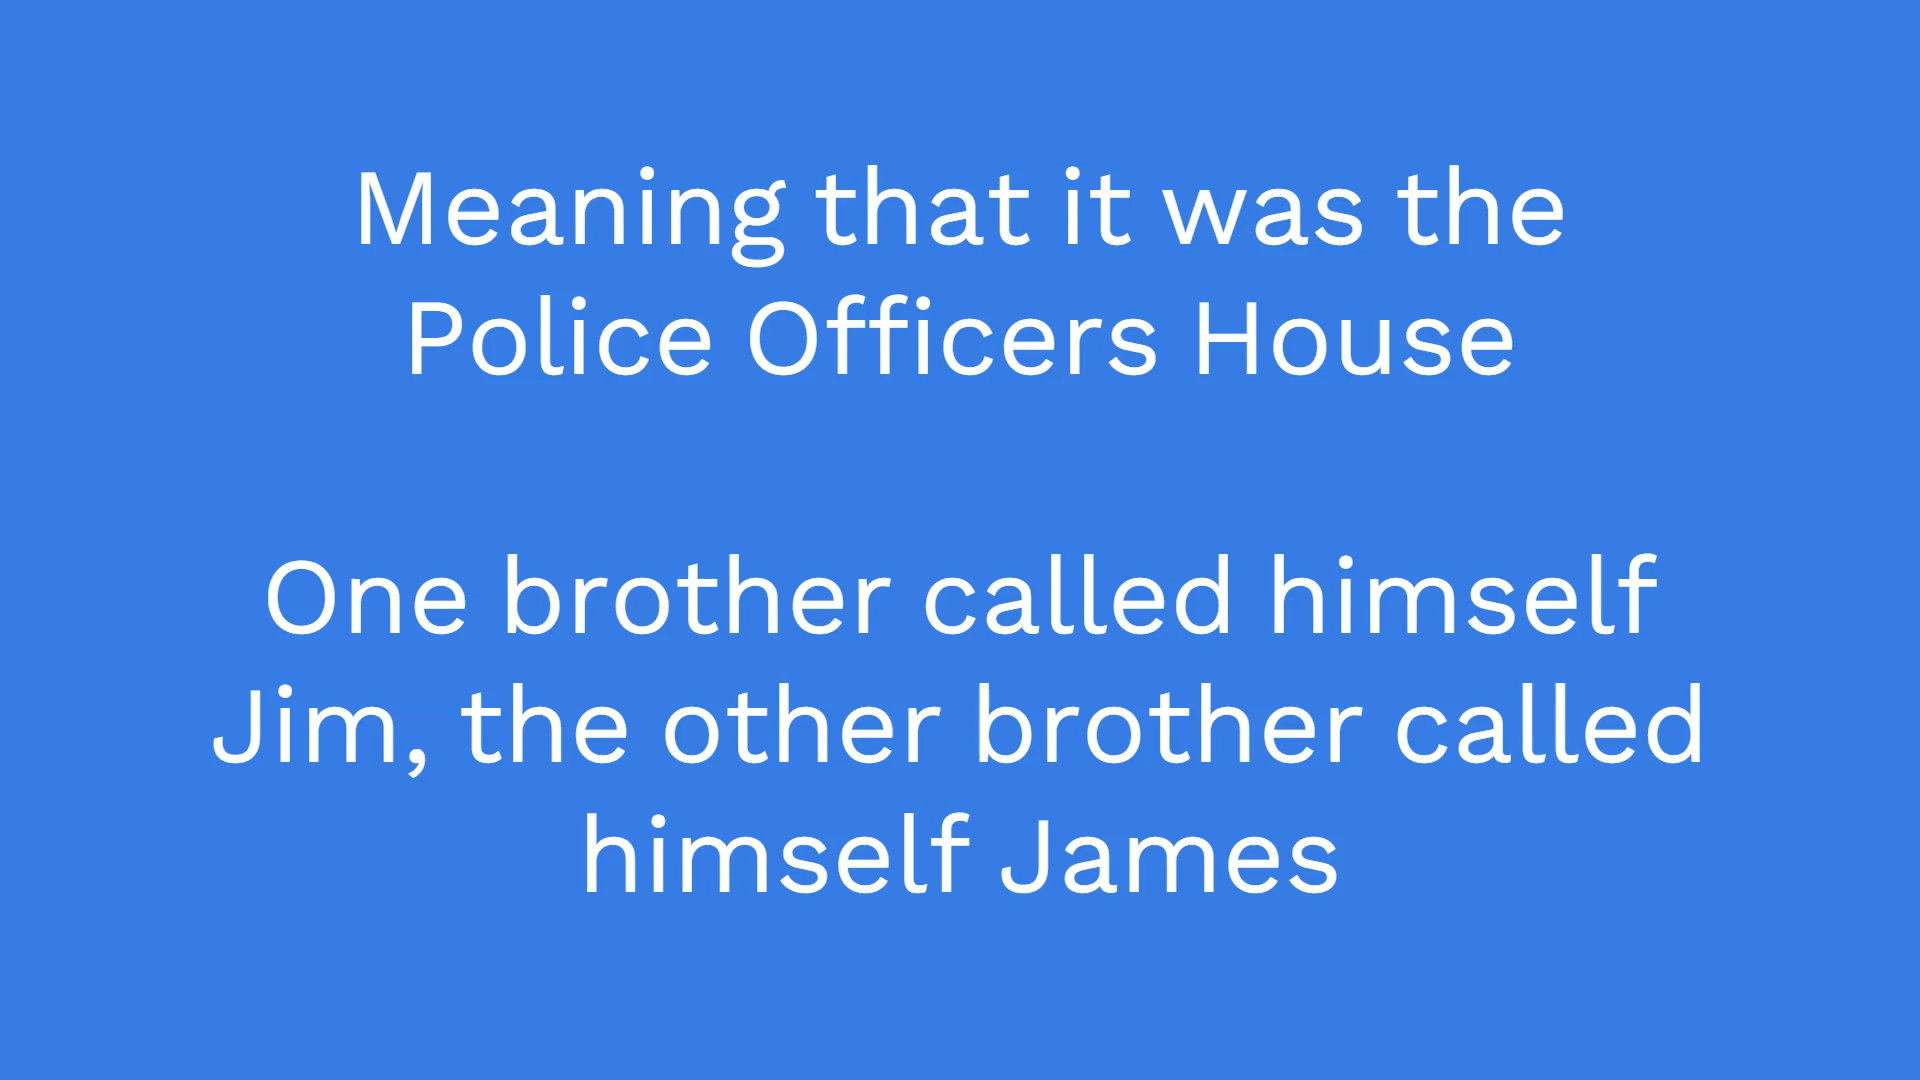 Meaning that it was the
Police Officers House
One brother called himself
Jim, the other brother called
himself James